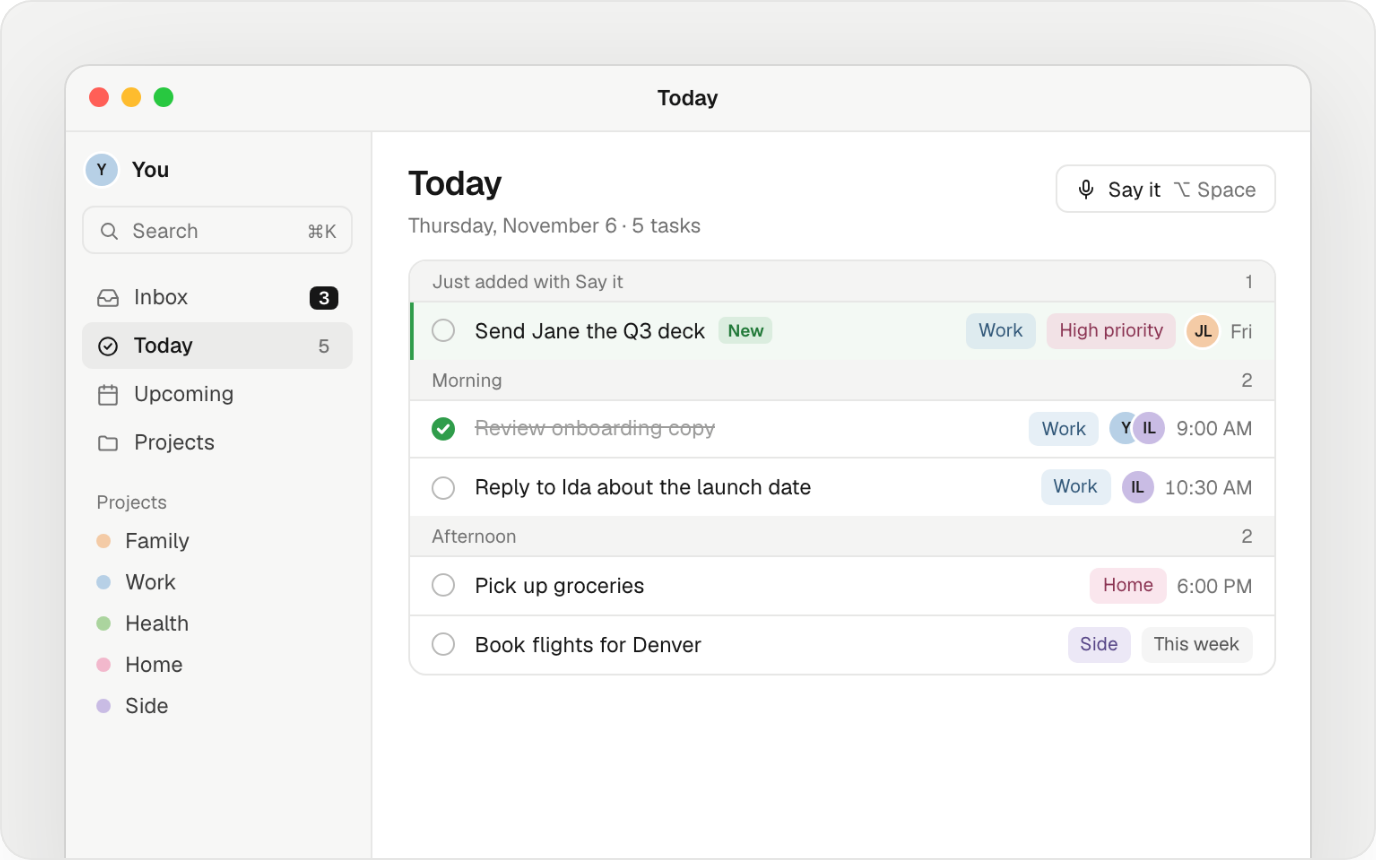 Today
Y You
Search ⌘K
Inbox 3
Today 5
Upcoming
Projects
Projects
Family
Work
Health
Home
Side
Today
Thursday, November 6 · 5 tasks
Say it ⌥ Space
Just added with Say it 1
Send Jane the Q3 deck New Work High priority JL Fri
Morning 2
Review onboarding copy Work Y IL 9:00 AM
Reply to Ida about the launch date Work IL 10:30 AM
Afternoon 2
Pick up groceries Home 6:00 PM
Book flights for Denver Side This week